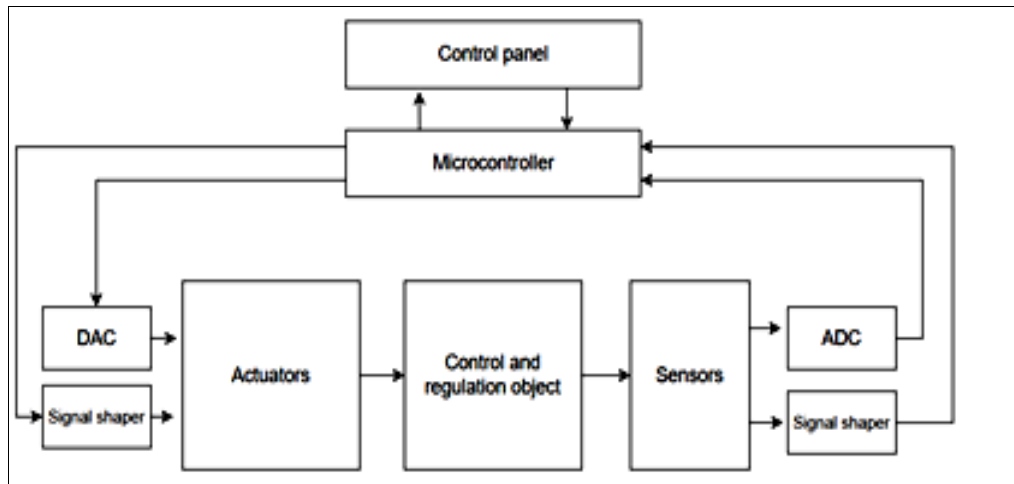 Control panel
Microcontroller
DAC
Signal shaper
Actuators
Control and
regulation object
Sensors
ADC
Signal shaper